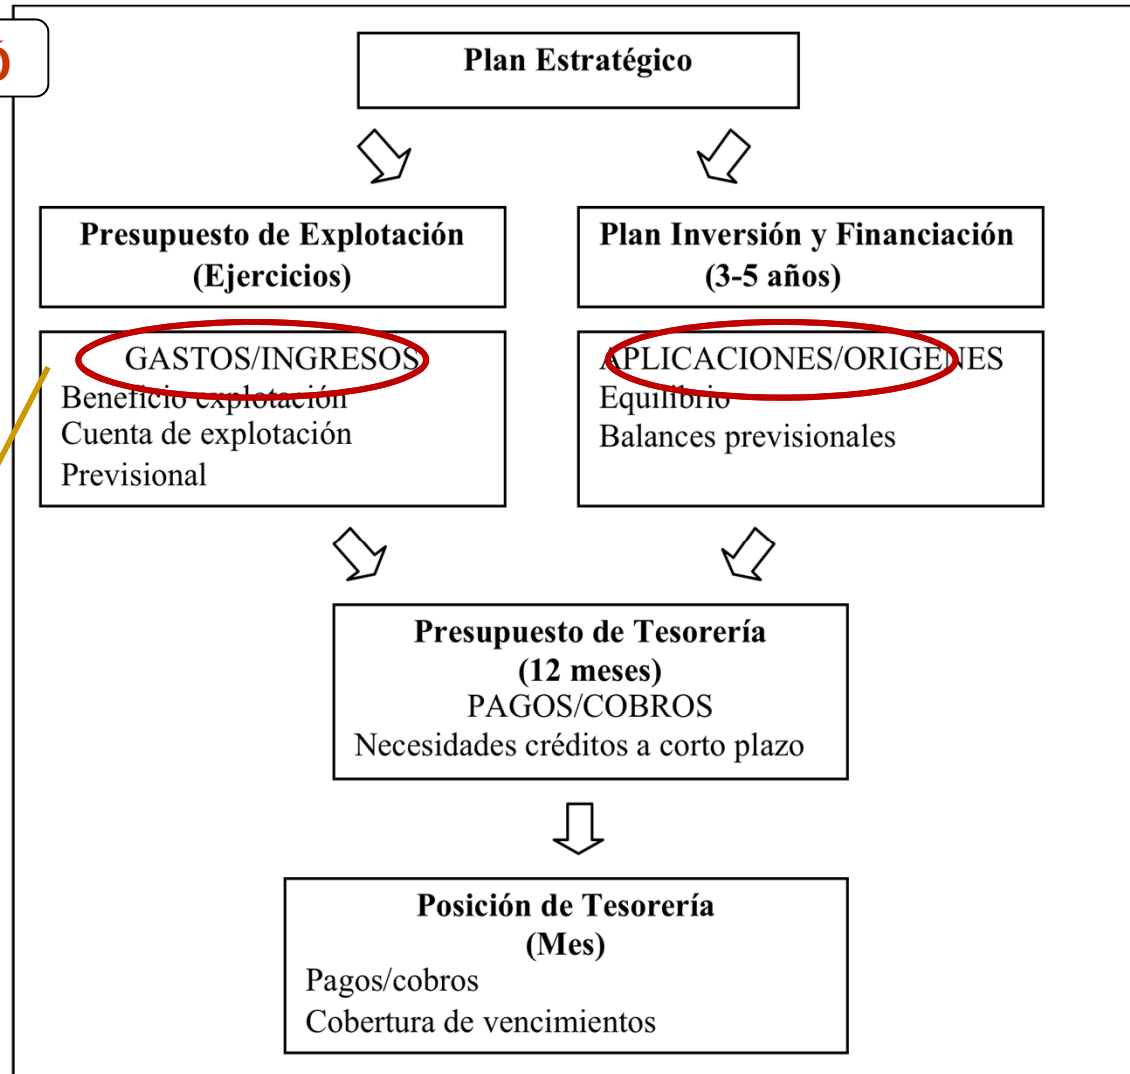 Ó
Plan Estratégico
Presupuesto de Explotación
(Ejercicios)
Plan Inversión y Financiación
(3-5 años)
GASTOS/INGRESOS
Beneficio explotación
Cuenta de explotación
Previsional
APLICACIONES/ORIGENES
Equilibrio
Balances previsionales
Presupuesto de Tesorería
(12 meses)
PAGOS/COBROS
Necesidades créditos a corto plazo
Posición de Tesorería
(Mes)
Pagos/cobros
Cobertura de vencimientos